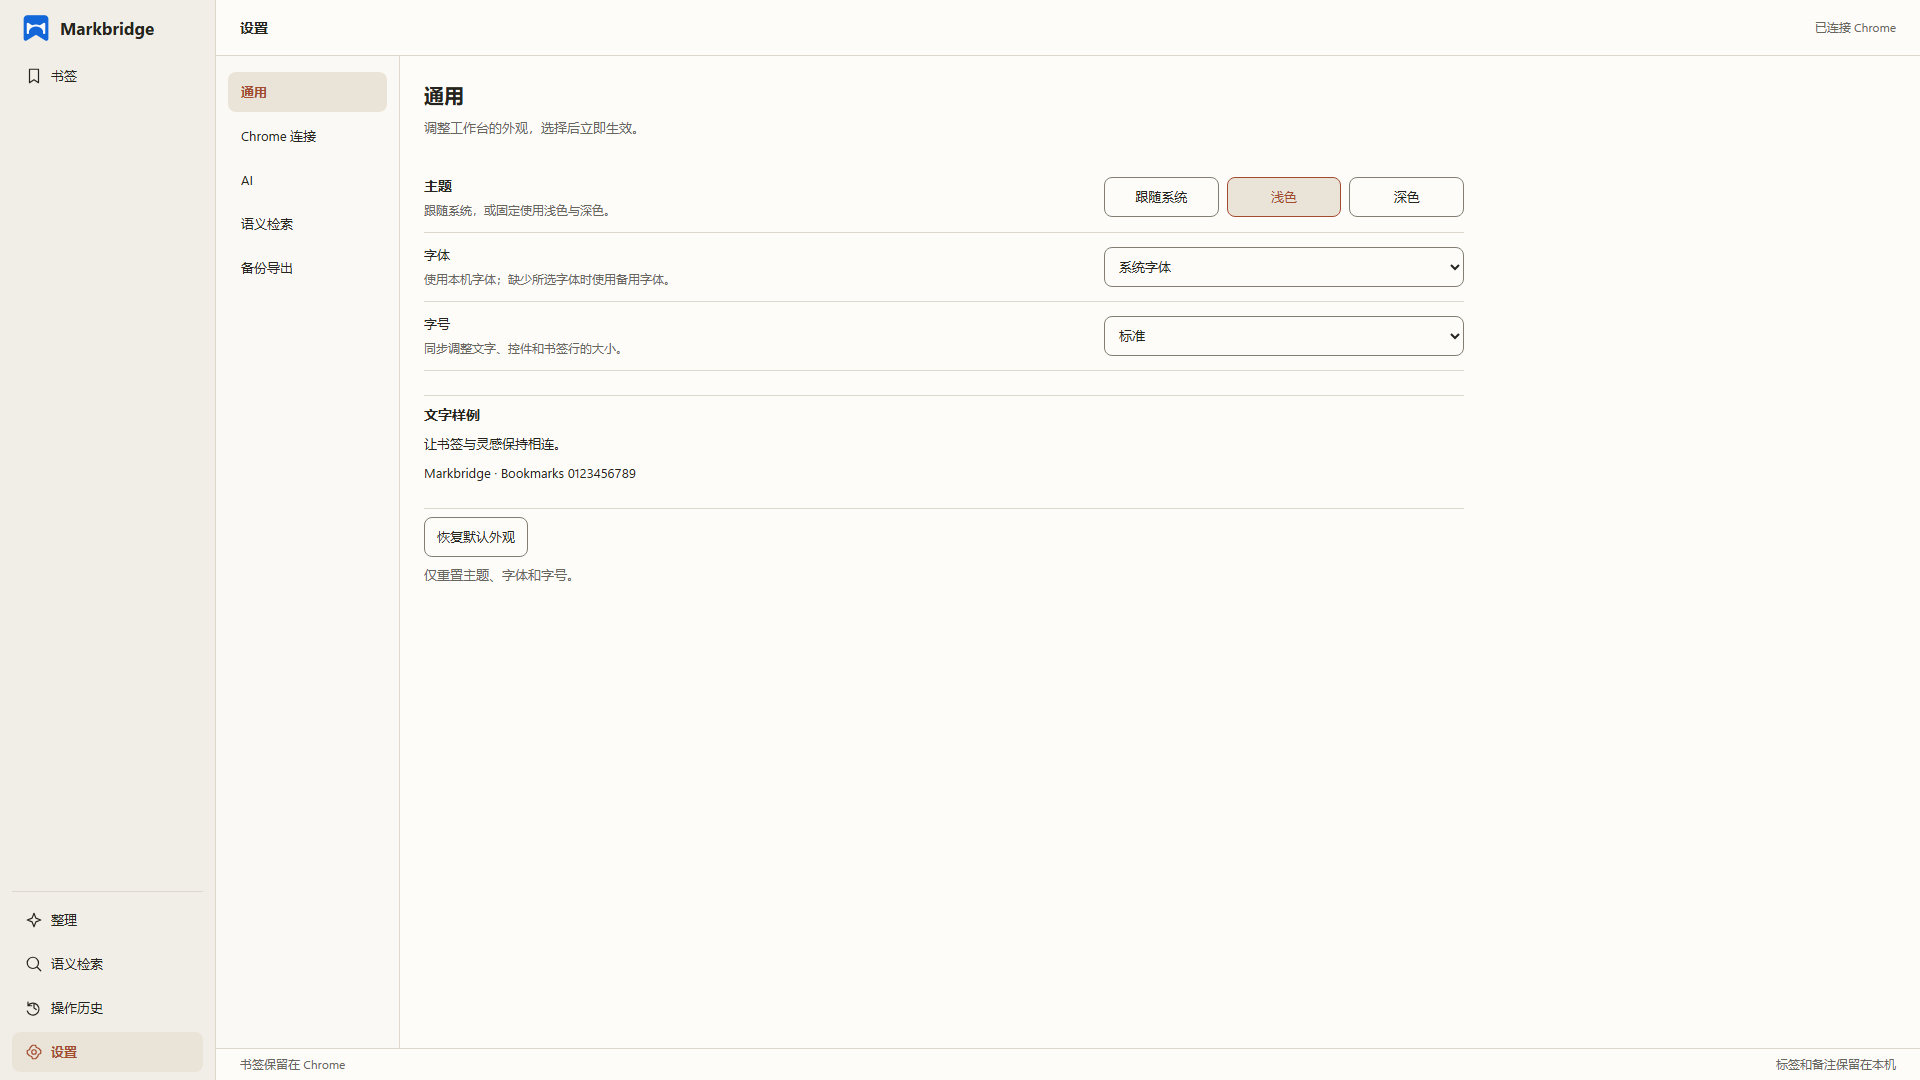 Markbridge
书签
整理
语义检索
操作历史
设置
设置
已连接 Chrome
通用
Chrome 连接
AI
语义检索
备份导出
通用
调整工作台的外观，选择后立即生效。
主题
跟随系统，或固定使用浅色与深色。
跟随系统
浅色
深色
字体
使用本机字体；缺少所选字体时使用备用字体。
系统字体
字号
同步调整文字、控件和书签行的大小。
标准
文字样例
让书签与灵感保持相连。
Markbridge · Bookmarks 0123456789
恢复默认外观
仅重置主题、字体和字号。
书签保留在 Chrome
标签和备注保留在本机